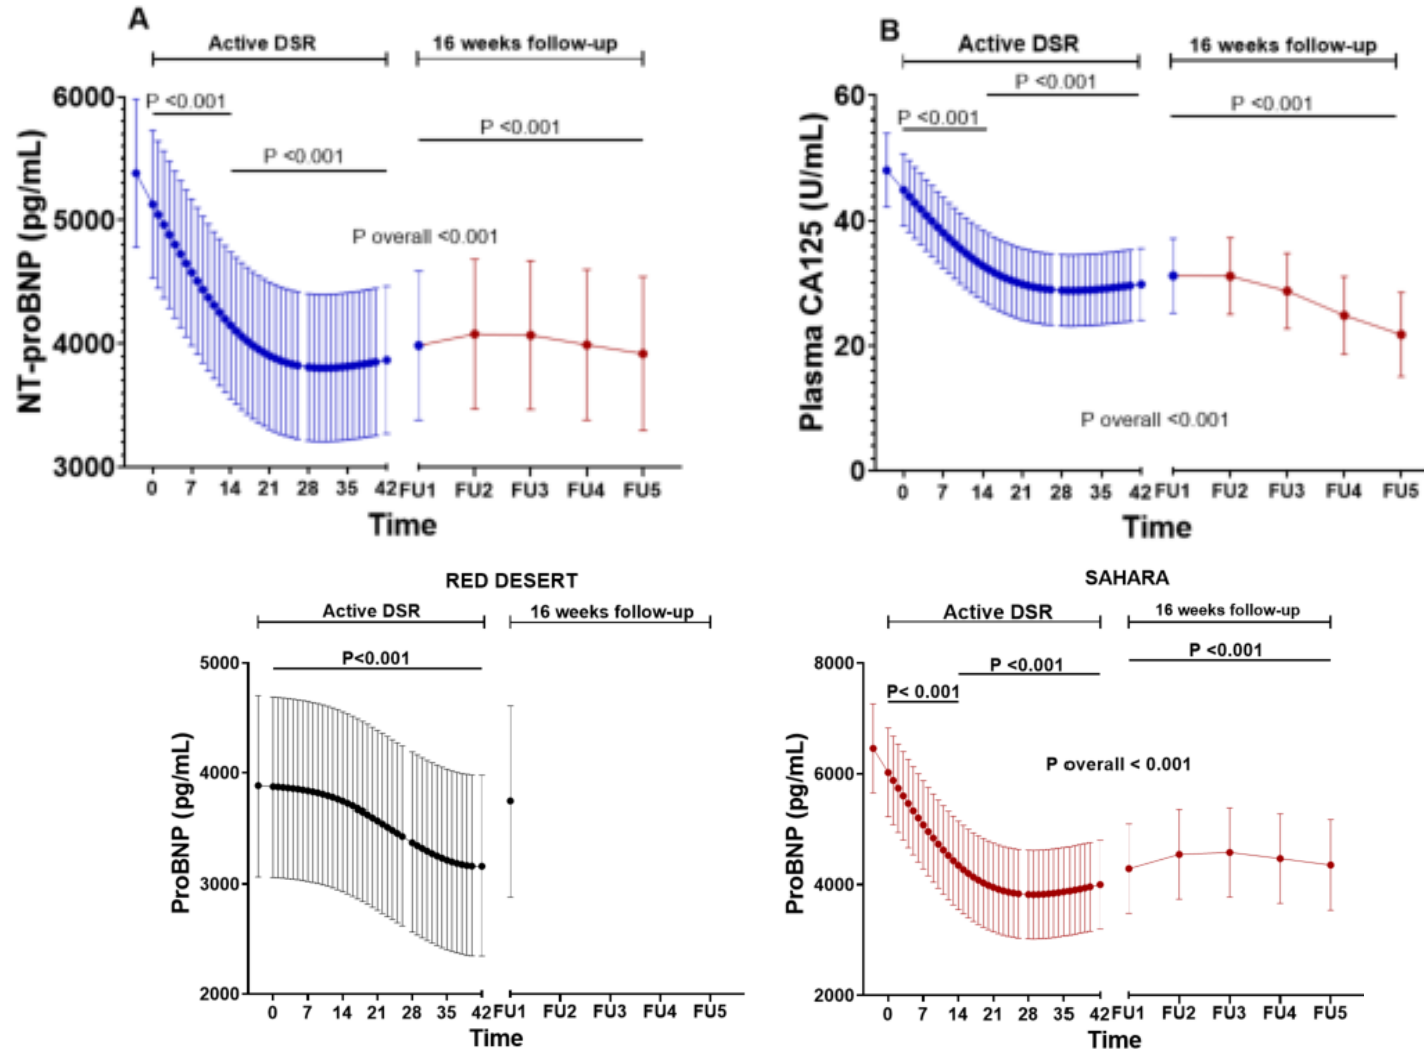 A
Active DSR
16 weeks follow-up
P <0.001
P <0.001
P <0.001
P overall <0.001
NT-proBNP (pg/mL)
6000
5000
4000
3000
0 7 14 21 28 35 42 FU1 FU2 FU3 FU4 FU5
Time
B
Active DSR
16 weeks follow-up
P <0.001
P <0.001
P <0.001
P overall <0.001
Plasma CA125 (U/mL)
60
40
20
0
0 7 14 21 28 35 42 FU1 FU2 FU3 FU4 FU5
Time
RED DESERT
Active DSR
16 weeks follow-up
P<0.001
ProBNP (pg/mL)
5000
4000
3000
2000
0 7 14 21 28 35 42 FU1 FU2 FU3 FU4 FU5
Time
SAHARA
Active DSR
16 weeks follow-up
P <0.001
P <0.001
P< 0.001
P overall < 0.001
ProBNP (pg/mL)
8000
6000
4000
2000
0 7 14 21 28 35 42 FU1 FU2 FU3 FU4 FU5
Time